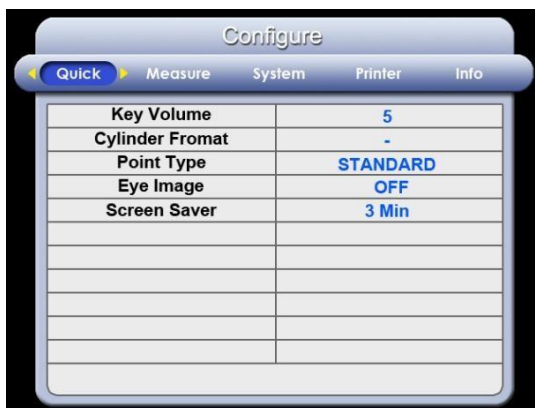 Configure
Quick Measure System Printer Info
Key Volume 5
Cylinder Fromat -
Point Type STANDARD
Eye Image OFF
Screen Saver 3 Min